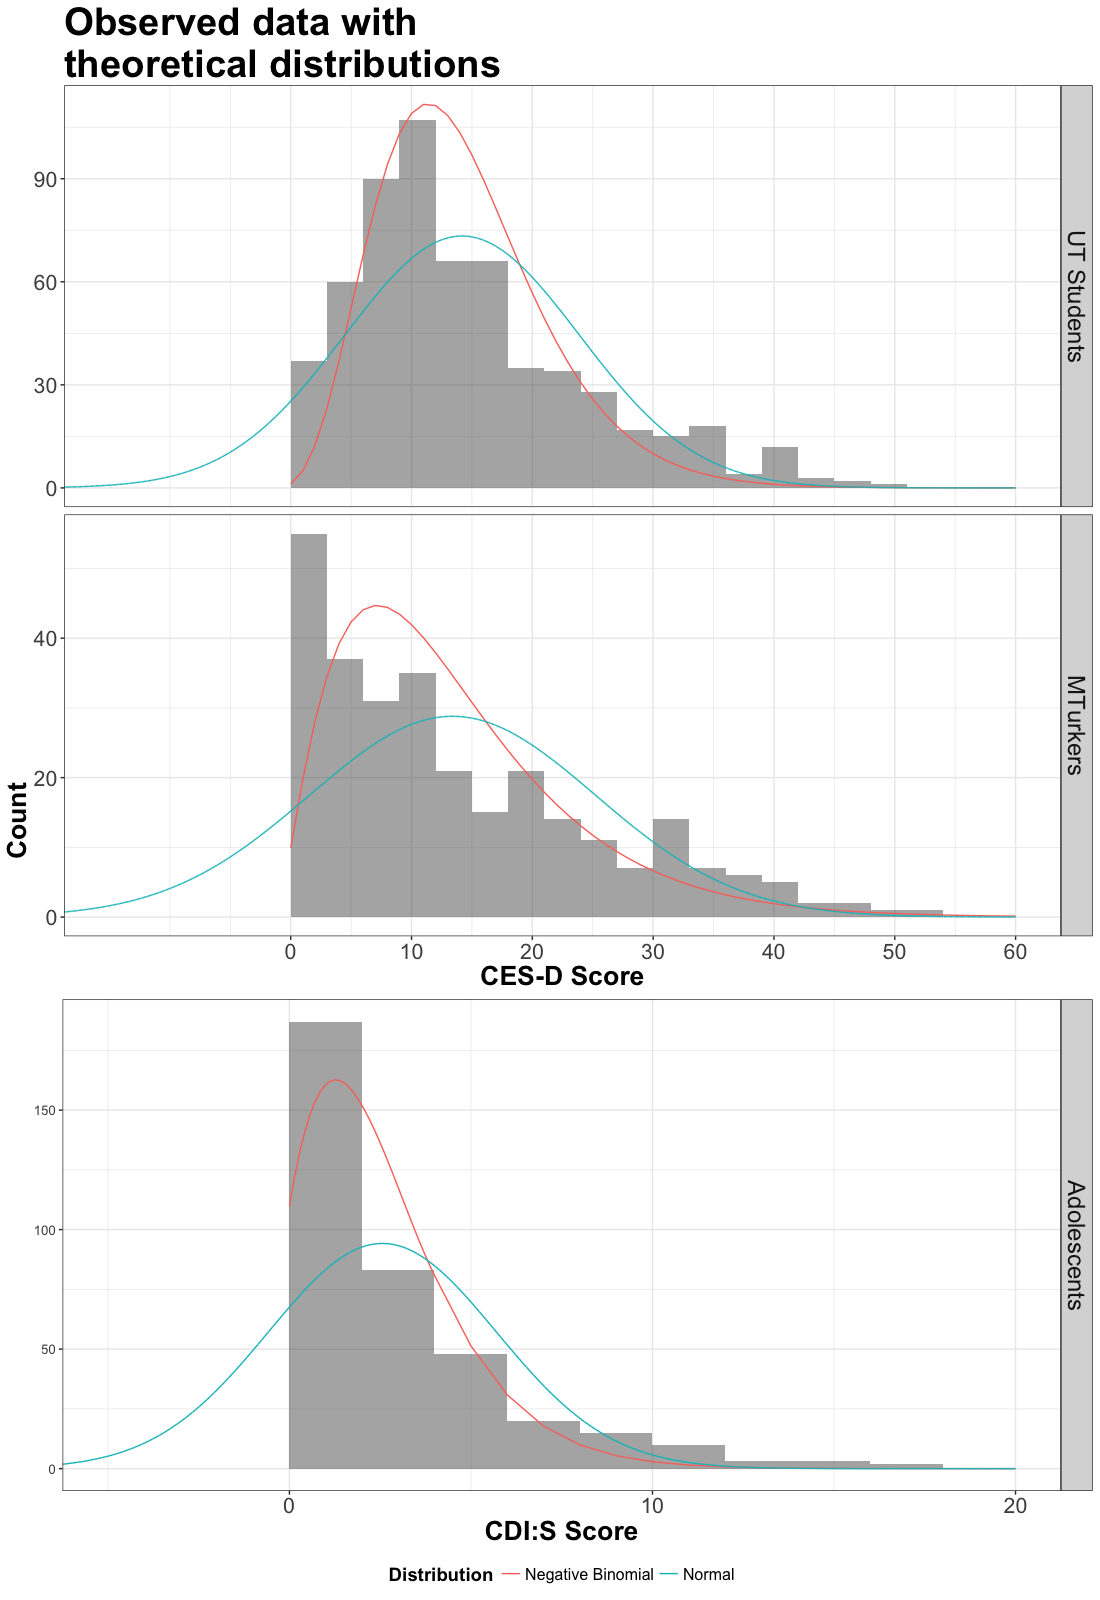 Observed data with
theoretical distributions
90
60
30
0
UT Students
40
20
0
MTurkers
0 10 20 30 40 50 60
CES-D Score
Count
150
100
50
0
Adolescents
0 10 20
CDI:S Score
Distribution Negative Binomial Normal